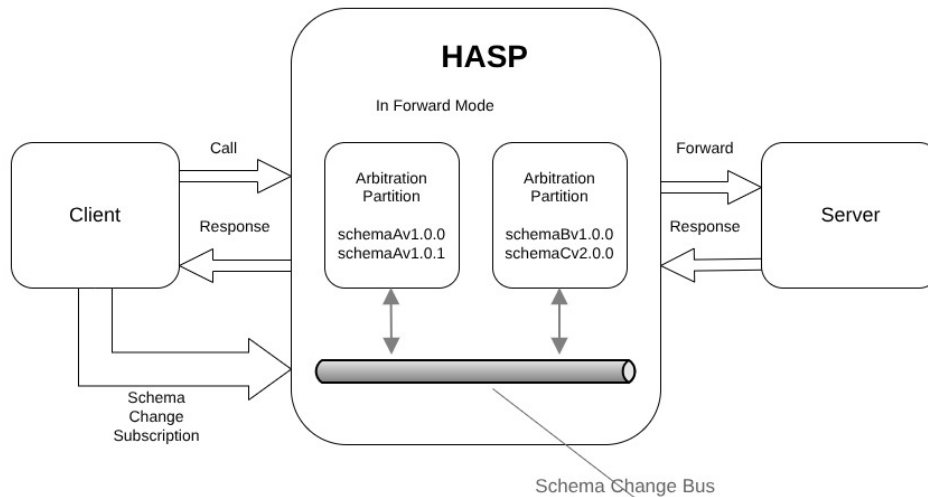 HASP
In Forward Mode
Call
Forward
Arbitration
Partition
schemaAv1.0.0
schemaAv1.0.1
Arbitration
Partition
schemaBv1.0.0
schemaCv2.0.0
Client
Server
Response
Response
Schema
Change
Subscription
Schema Change Bus